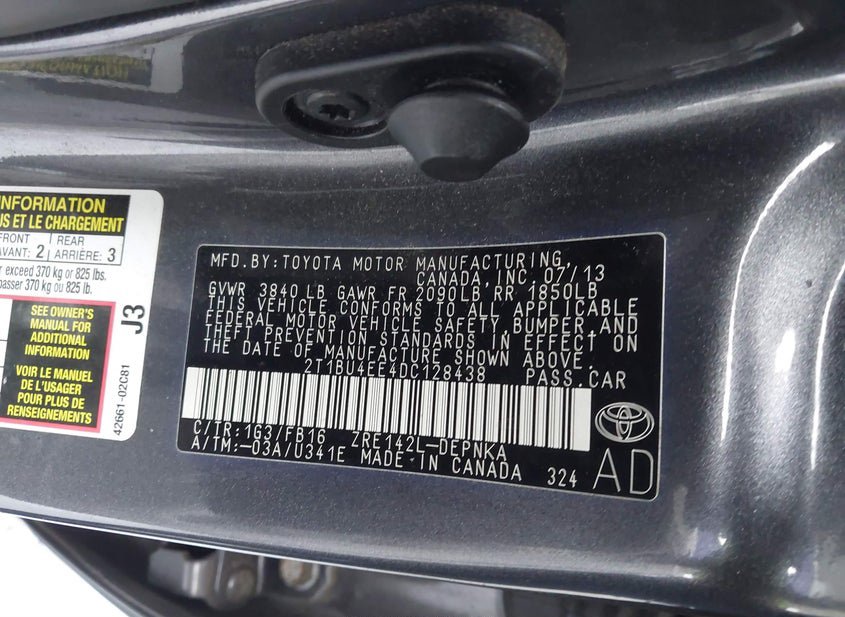 INFORMATION
US ET LE CHARGEMENT
FRONT
AVANT: 2
REAR
ARRIÈRE: 3
exceed 370 kg or 825 lbs.
passer 370 kg ou 825 lb.
SEE OWNER'S
MANUAL FOR
ADDITIONAL
INFORMATION
VOIR LE MANUEL
DE L'USAGER
POUR PLUS DE
RENSEIGNEMENTS
J3
42661-02C81
MFD.BY:TOYOTA MOTOR MANUFACTURING,
CANADA,INC.07/13
GVWR 3840LB GAWR FR 2090LB RR 1850LB
THIS VEHICLE CONFORMS TO ALL APPLICABLE
FEDERAL MOTOR VEHICLE SAFETY,BUMPER,AND
THEFT PREVENTION STANDARDS IN EFFECT ON
THE DATE OF MANUFACTURE SHOWN ABOVE.
2T1BU4EE4DC128438 PASS.CAR
C/TR:1G3/FB16 ZRE142L-DEPNKA
A/TM:-03A/U341E MADE IN CANADA 324
AD